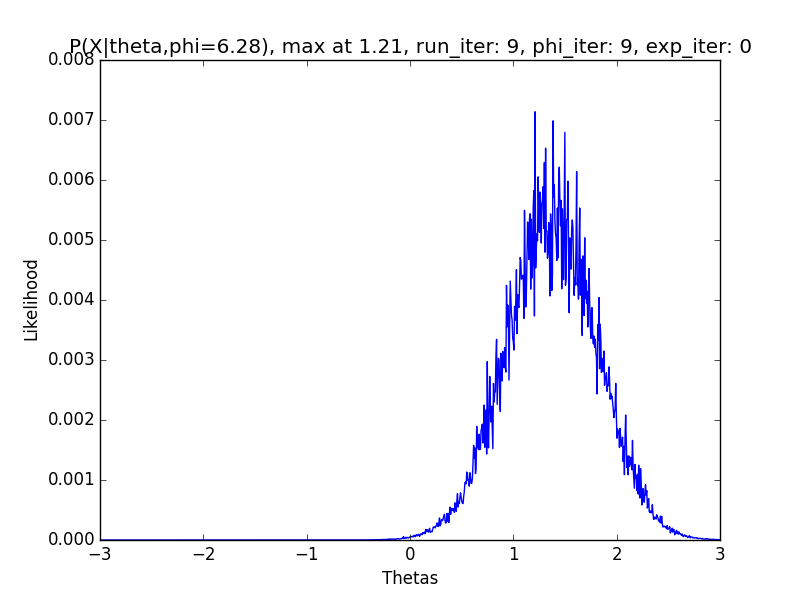 P(X|theta,phi=6.28), max at 1.21, run_iter: 9, phi_iter: 9, exp_iter: 0
0.008
0.007
0.006
0.005
0.004
0.003
0.002
0.001
0.000
Likelihood
−3 −2 −1 0 1 2 3
Thetas